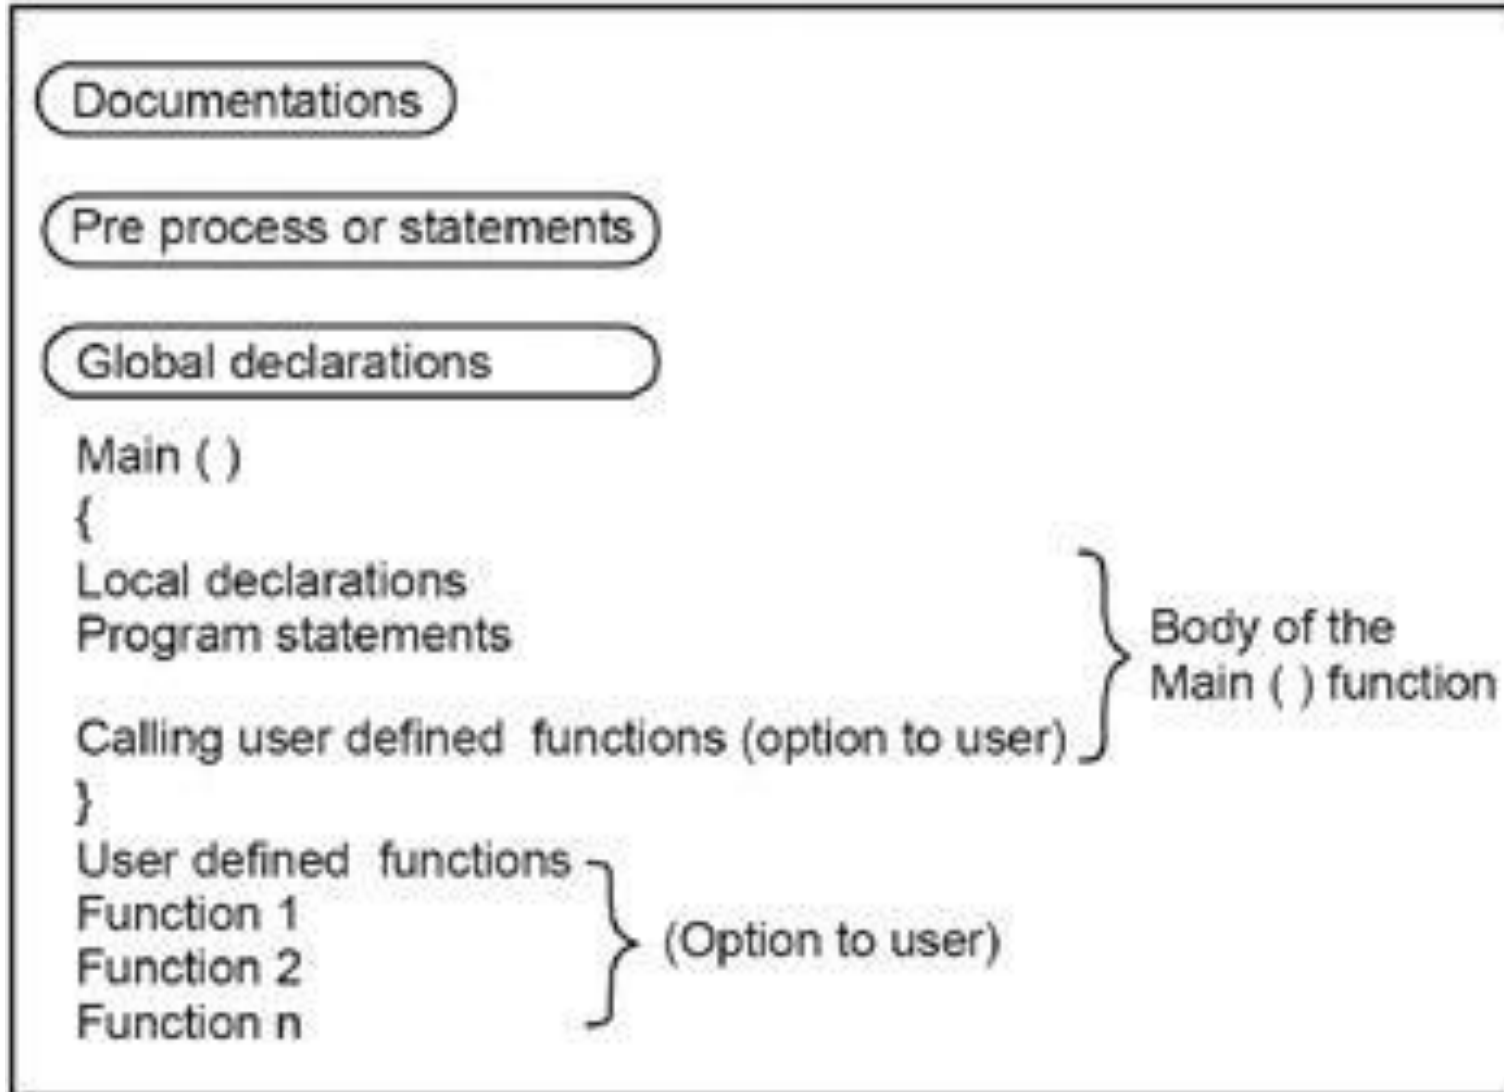 Documentations
Pre process or statements
Global declarations
Main ( )
{
Local declarations
Program statements
Calling user defined  functions (option to user)
}
Body of the
Main ( ) function
User defined  functions
Function 1
Function 2
Function n
(Option to user)